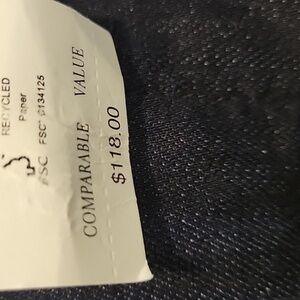 RECYCLED
Paper
FSC FSC® C134125
COMPARABLE VALUE
$118.00